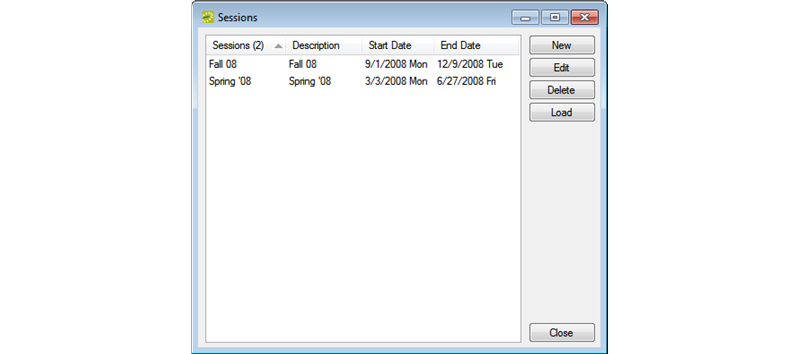 Sessions
Sessions (2) Description Start Date End Date
Fall 08 Fall 08 9/1/2008 Mon 12/9/2008 Tue
Spring '08 Spring '08 3/3/2008 Mon 6/27/2008 Fri
New
Edit
Delete
Load
Close